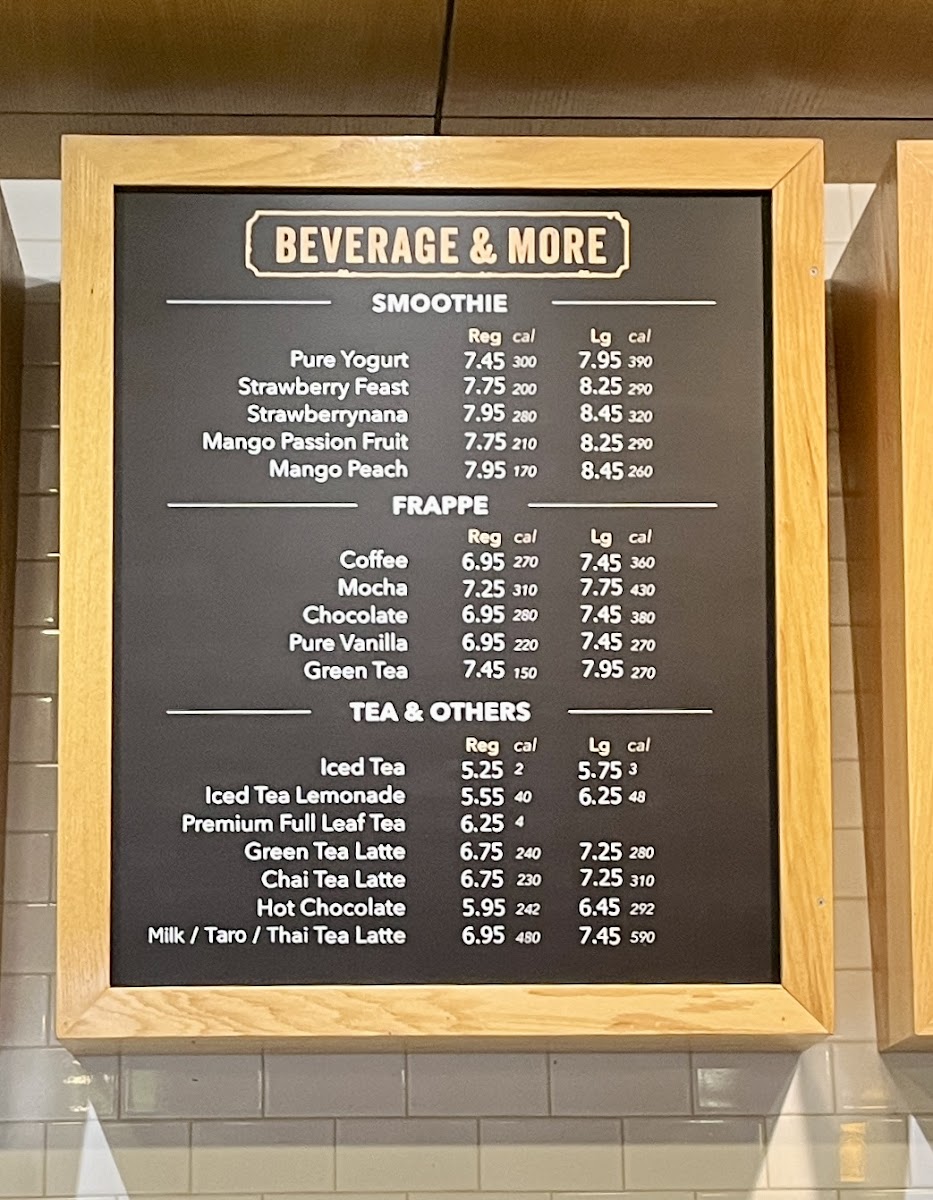 BEVERAGE & MORE
SMOOTHIE
Reg cal Lg cal
Pure Yogurt 7.45 300 7.95 390
Strawberry Feast 7.75 200 8.25 290
Strawberrynana 7.95 280 8.45 320
Mango Passion Fruit 7.75 210 8.25 290
Mango Peach 7.95 170 8.45 260
FRAPPE
Reg cal Lg cal
Coffee 6.95 270 7.45 360
Mocha 7.25 310 7.75 430
Chocolate 6.95 280 7.45 380
Pure Vanilla 6.95 220 7.45 270
Green Tea 7.45 150 7.95 270
TEA & OTHERS
Reg cal Lg cal
Iced Tea 5.25 2 5.75 3
Iced Tea Lemonade 5.55 40 6.25 48
Premium Full Leaf Tea 6.25 4
Green Tea Latte 6.75 240 7.25 280
Chai Tea Latte 6.75 230 7.25 310
Hot Chocolate 5.95 242 6.45 292
Milk / Taro / Thai Tea Latte 6.95 480 7.45 590